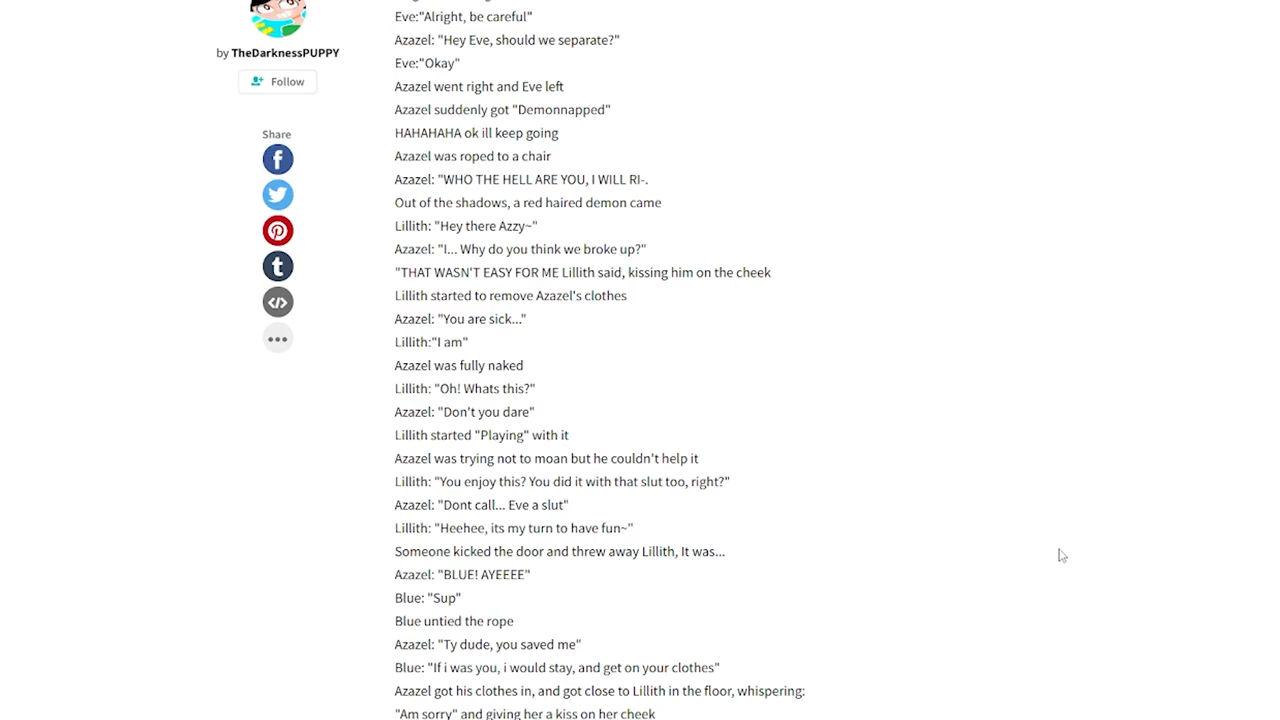 Eve:"Alright, be careful"
by TheDarknessPUPPY
Azazel: "Hey Eve, should we separate?"
Eve:"Okay"
Follow
Azazel went right and Eve left
Azazel suddenly got "Demonnapped"
Share
HAHAHAHA ok ill keep going
Azazel was roped to a chair
Azazel: "WHO THE HELL ARE YOU, I WILL RI-.
Out of the shadows, a red haired demon came
Lillith: "Hey there Azzy~"
Azazel: "I... Why do you think we broke up?"
"THAT WASN'T EASY FOR ME Lillith said, kissing him on the cheek
Lillith started to remove Azazel's clothes
Azazel: "You are sick..."
Lillith:"I am"
Azazel was fully naked
Lillith: "Oh! Whats this?"
Azazel: "Don't you dare"
Lillith started "Playing" with it
Azazel was trying not to moan but he couldn't help it
Lillith: "You enjoy this? You did it with that slut too, right?"
Azazel: "Dont call... Eve a slut"
Lillith: "Heehee, its my turn to have fun~"
Someone kicked the door and threw away Lillith, It was...
Azazel: "BLUE! AYEEEE"
Blue: "Sup"
Blue untied the rope
Azazel: "Ty dude, you saved me"
Blue: "If i was you, i would stay, and get on your clothes"
Azazel got his clothes in, and got close to Lillith in the floor, whispering:
"Am sorry" and giving her a kiss on her cheek